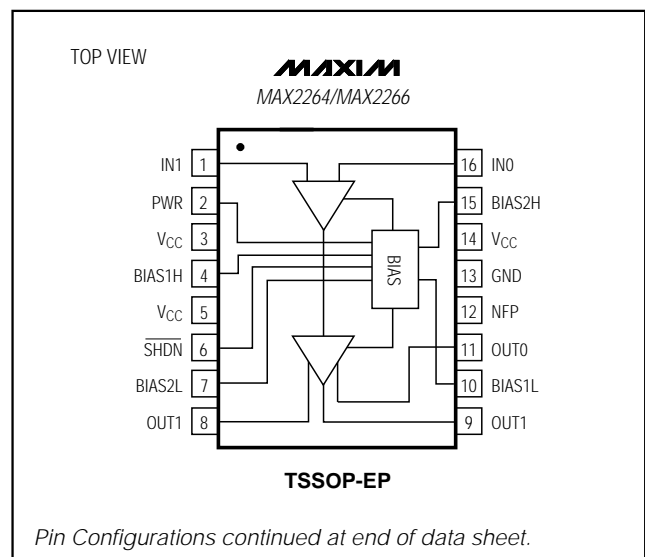 TOP VIEW
MAXIM
MAX2264/MAX2266
IN1 1
PWR 2
VCC 3
BIAS1H 4
VCC 5
SHDN 6
BIAS2L 7
OUT1 8
16 IN0
15 BIAS2H
14 VCC
13 GND
12 NFP
11 OUT0
10 BIAS1L
9 OUT1
BIAS
TSSOP-EP
Pin Configurations continued at end of data sheet.